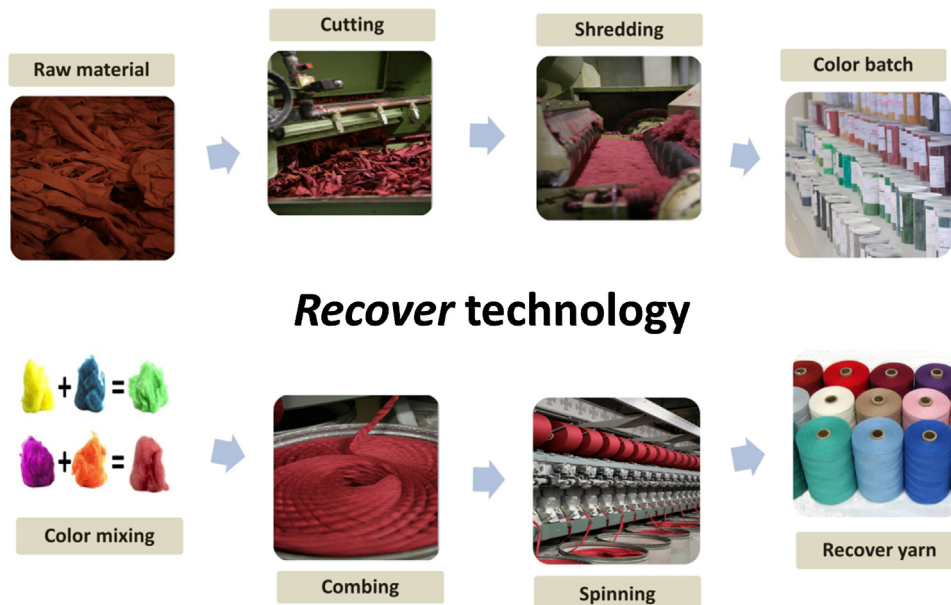 Cutting
Shredding
Raw material
Color batch
Recover technology
+ =
+ =
Color mixing
Combing
Spinning
Recover yarn